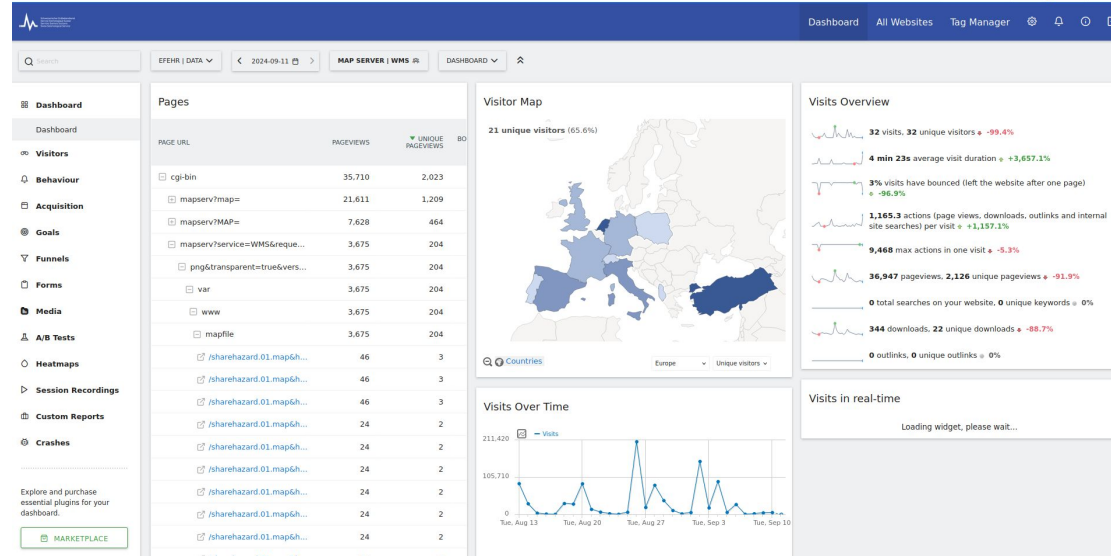 Dashboard All Websites Tag Manager
Search
EFEHR | DATA
2024-09-11
MAP SERVER | WMS
DASHBOARD
Dashboard
Dashboard
Visitors
Behaviour
Acquisition
Goals
Funnels
Forms
Media
A/B Tests
Heatmaps
Session Recordings
Custom Reports
Crashes
Explore and purchase
essential plugins for your
dashboard.
MARKETPLACE
Pages
PAGE URL PAGEVIEWS UNIQUE PAGEVIEWS BO
cgi-bin 35,710 2,023
mapserv?map= 21,611 1,209
mapserv?MAP= 7,628 464
mapserv?service=WMS&reque... 3,675 204
png&transparent=true&vers... 3,675 204
var 3,675 204
www 3,675 204
mapfile 3,675 204
/sharehazard.01.map&h... 46 3
/sharehazard.01.map&h... 46 3
/sharehazard.01.map&h... 46 3
/sharehazard.01.map&h... 24 2
/sharehazard.01.map&h... 24 2
/sharehazard.01.map&h... 24 2
/sharehazard.01.map&h... 24 2
/sharehazard.01.map&h... 24 2
/sharehazard.01.map&h... 24 2
Visitor Map
21 unique visitors (65.6%)
Countries
Europe
Unique visitors
Visits Over Time
Visits
211,420
105,710
0
Tue, Aug 13 Tue, Aug 20 Tue, Aug 27 Tue, Sep 3 Tue, Sep 10
Visits Overview
32 visits, 32 unique visitors -99.4%
4 min 23s average visit duration +3,657.1%
3% visits have bounced (left the website after one page)
-96.9%
1,165.3 actions (page views, downloads, outlinks and internal
site searches) per visit +1,157.1%
9,468 max actions in one visit -5.3%
36,947 pageviews, 2,126 unique pageviews -91.9%
0 total searches on your website, 0 unique keywords 0%
344 downloads, 22 unique downloads -88.7%
0 outlinks, 0 unique outlinks 0%
Visits in real-time
Loading widget, please wait...